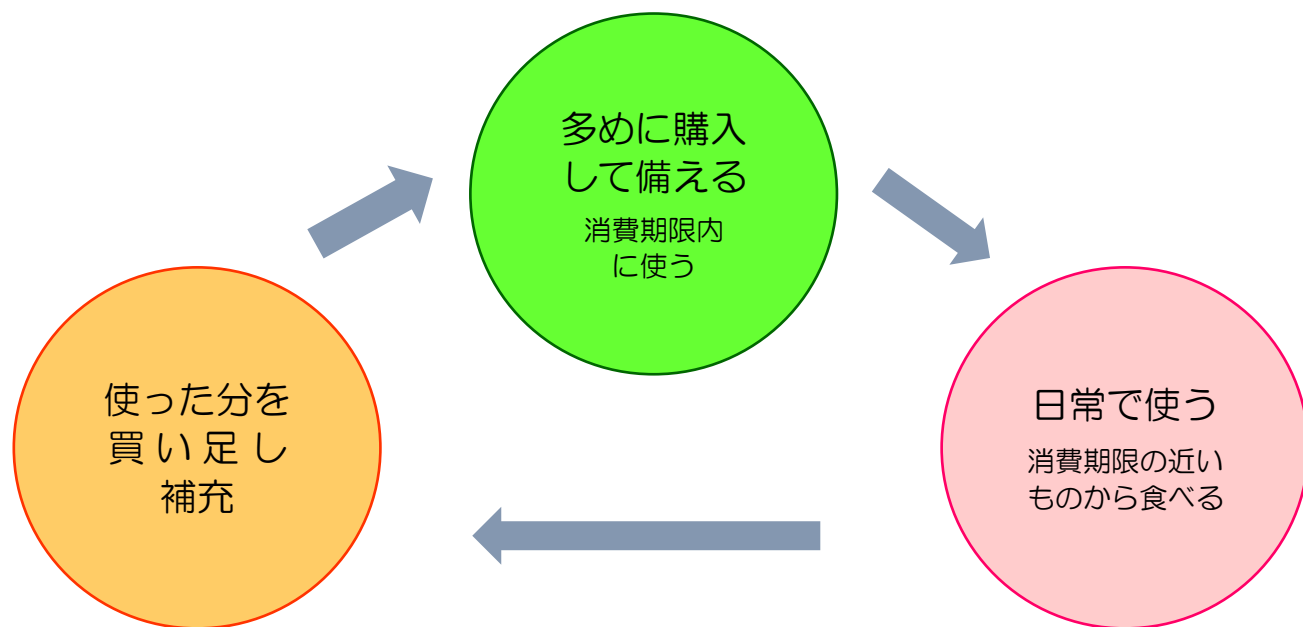 多めに購入
して備える
消費期限内
に使う
日常で使う
消費期限の近い
ものから食べる
使った分を
買い足し
補充